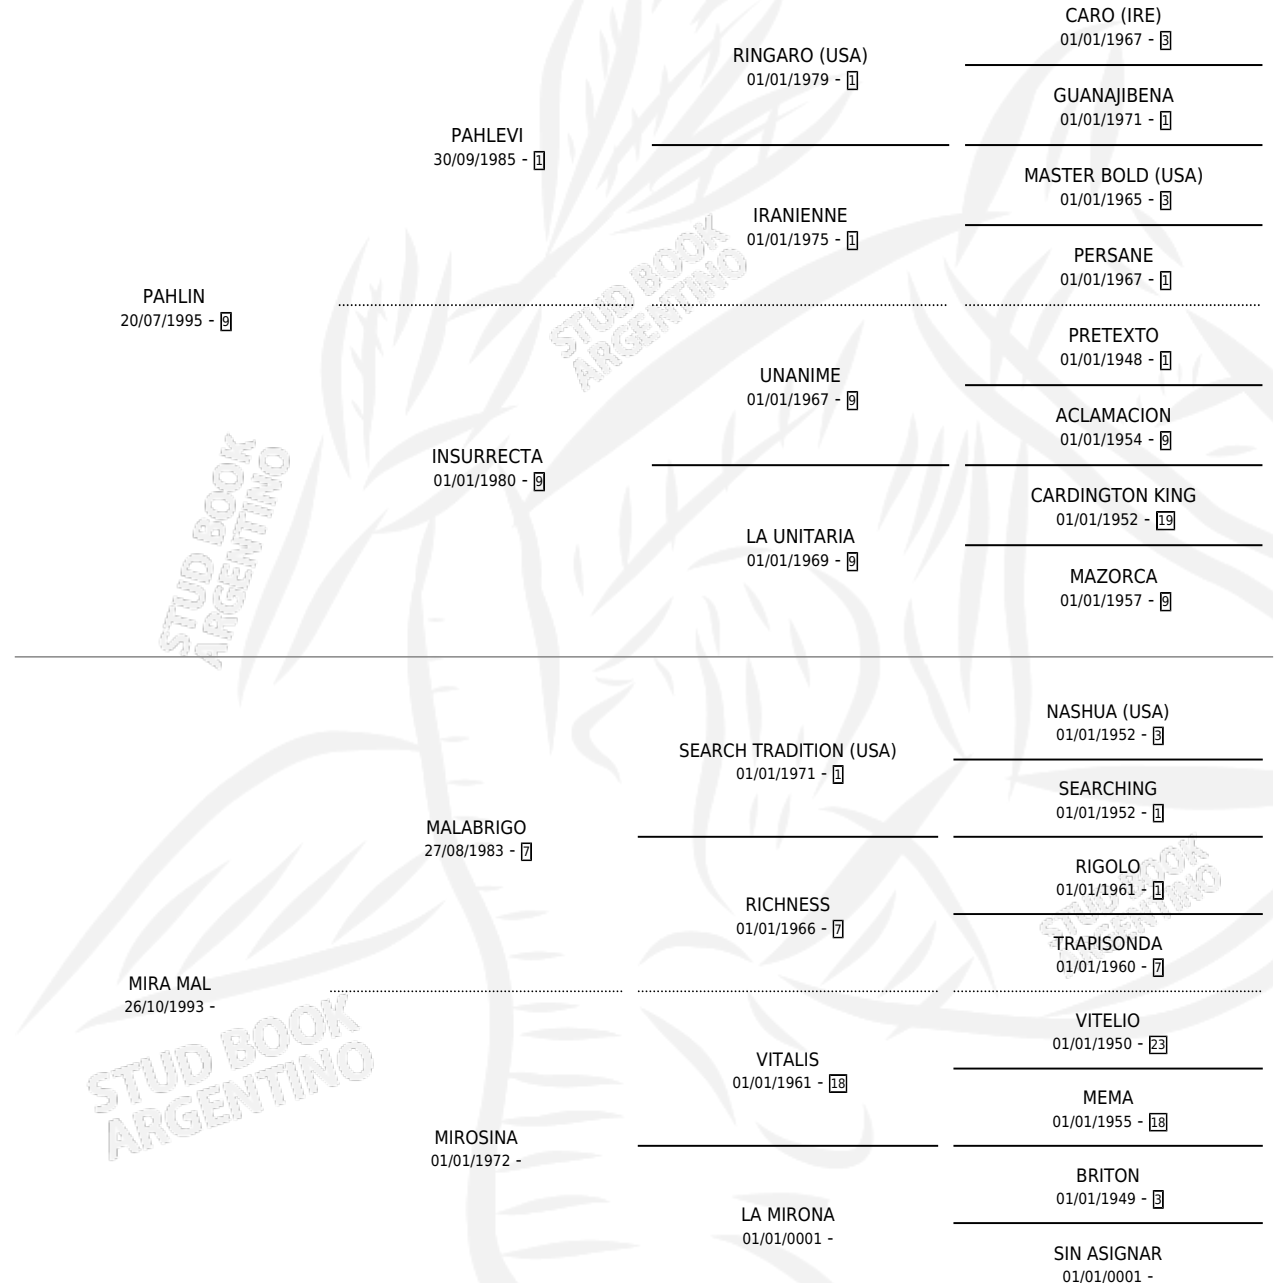 CARO (IRE)
01/01/1967 - 3
RINGARO (USA)
01/01/1979 - 1
GUANAJIBENA
01/01/1971 - 1
PAHLEVI
30/09/1985 - 1
MASTER BOLD (USA)
01/01/1965 - 3
IRANIENNE
01/01/1975 - 1
PERSANE
01/01/1967 - 1
PAHLIN
20/07/1995 - 9
PRETEXTO
01/01/1948 - 1
UNANIME
01/01/1967 - 9
ACLAMACION
01/01/1954 - 9
INSURRECTA
01/01/1980 - 9
CARDINGTON KING
01/01/1952 - 19
LA UNITARIA
01/01/1969 - 9
MAZORCA
01/01/1957 - 9
NASHUA (USA)
01/01/1952 - 3
SEARCH TRADITION (USA)
01/01/1971 - 1
SEARCHING
01/01/1952 - 1
MALABRIGO
27/08/1983 - 7
RIGOLO
01/01/1961 - 1
RICHNESS
01/01/1966 - 7
TRAPISONDA
01/01/1960 - 7
MIRA MAL
26/10/1993 -
VITELIO
01/01/1950 - 23
VITALIS
01/01/1961 - 18
MEMA
01/01/1955 - 18
MIROSINA
01/01/1972 -
BRITON
01/01/1949 - 3
LA MIRONA
01/01/0001 -
SIN ASIGNAR
01/01/0001 -
STUD BOOK
ARGENTINO
STUD BOOK
ARGENTINO
STUD BOOK
ARGENTINO
STUD BOOK
ARGENTINO